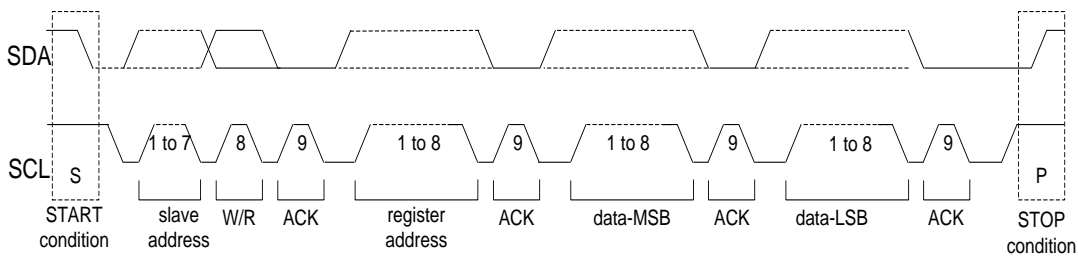 SDA
SCL
1 to 7
8
9
1 to 8
9
1 to 8
9
1 to 8
9
S
P
START
condition
slave
address
W/R
ACK
register
address
ACK
data-MSB
ACK
data-LSB
ACK
STOP
condition